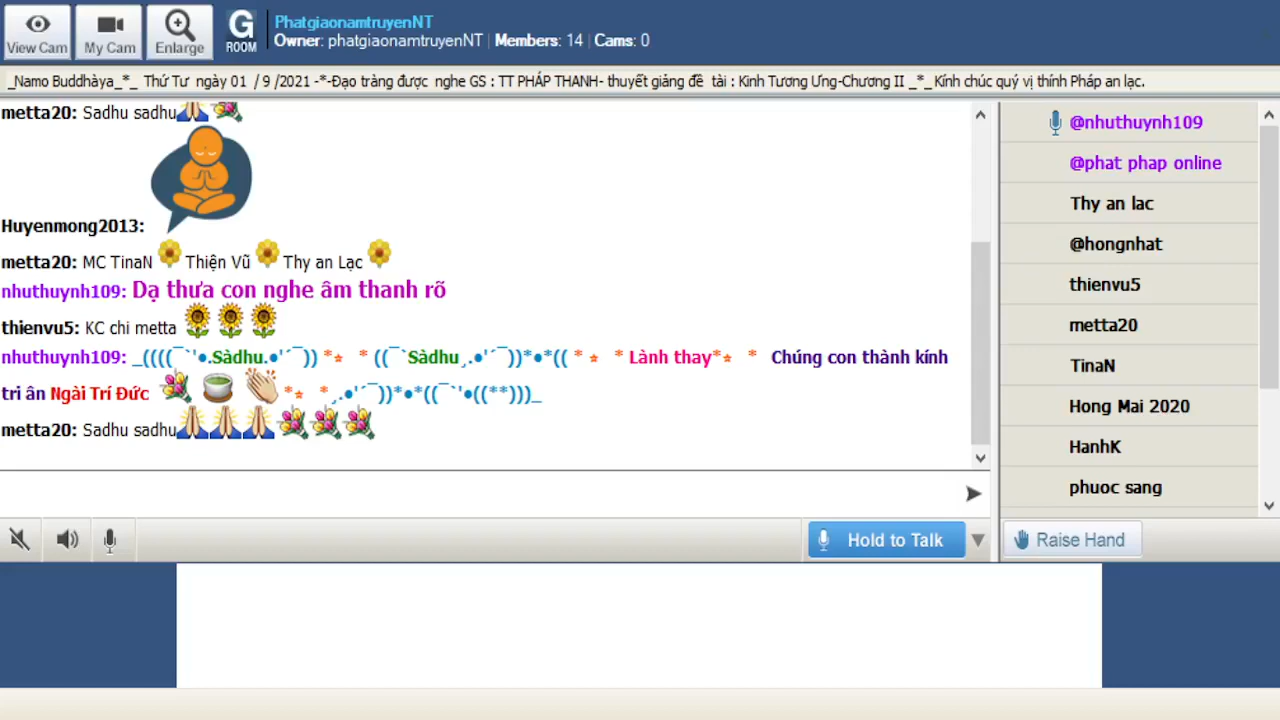 PhatgiaonamtruyenNT
View Cam
My Cam
Enlarge
G
ROOM
Owner: phatgiaonamtruyenNT | Members: 14 | Cams: 0
_Namo Buddhàya_*_ Thứ Tư ngày 01 / 9 /2021 -*-Đạo tràng được nghe GS : TT PHÁP THANH- thuyết giảng đề tài : Kinh Tương Ưng-Chương II _*_Kính chúc quý vị thính Pháp an lạc.
metta20: Sadhu sadhu
Huyenmong2013:
metta20: MC TinaN Thiện Vũ Thy an Lạc
nhuthuynh109: Dạ thưa con nghe âm thanh rõ
thienvu5: KC chi metta
nhuthuynh109: _((((¯`'•.Sàdhu.•'´¯)) *⭒ * ((¯`Sàdhu¸.•'´¯))*•*(( * ⭒ * Lành thay*⭒ * Chúng con thành kính
tri ân Ngài Trí Đức *⭒ *¸.•'´¯))*•*((¯`'•((**)))_
metta20: Sadhu sadhu
@nhuthuynh109
@phat phap online
Thy an lac
@hongnhat
thienvu5
metta20
TinaN
Hong Mai 2020
HanhK
phuoc sang
Hold to Talk
Raise Hand